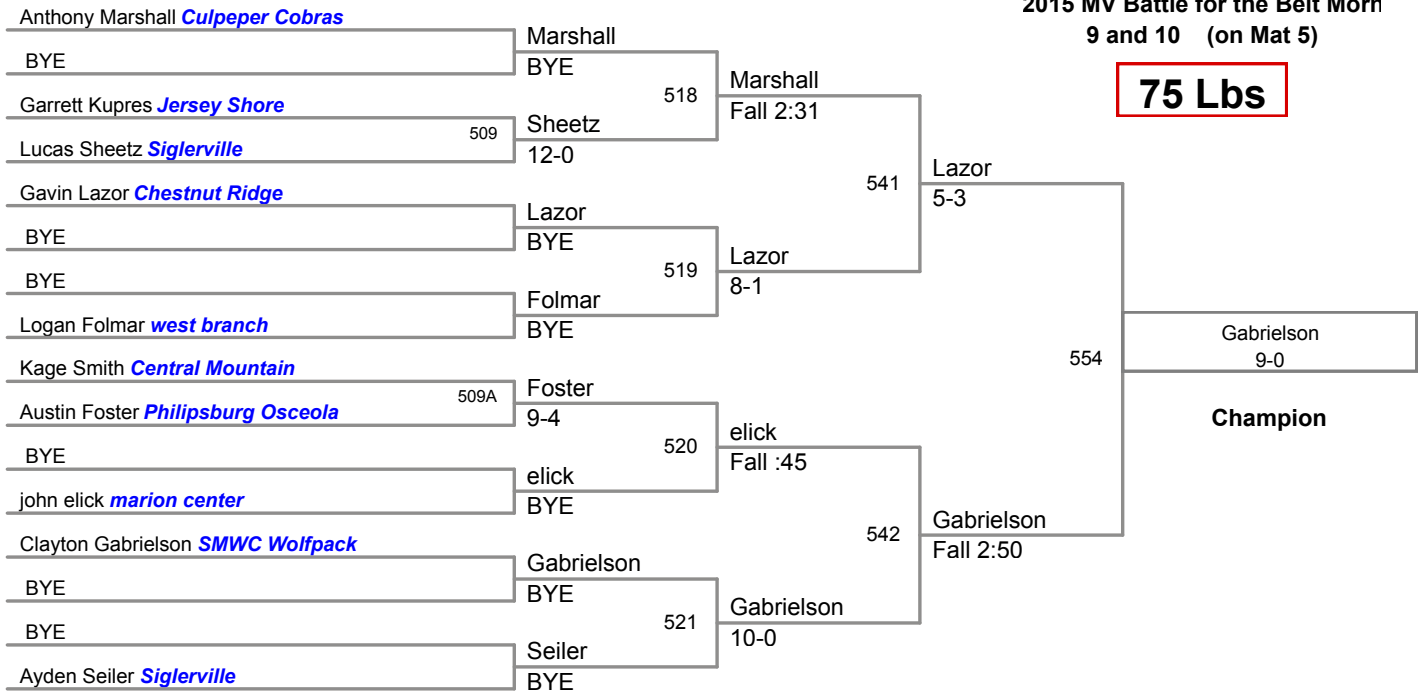 2015 MV Battle for the Belt Morn
9 and 10 (on Mat 5)
75 Lbs
Anthony Marshall Culpeper Cobras
BYE
Garrett Kupres Jersey Shore
509
Lucas Sheetz Siglerville
Gavin Lazor Chestnut Ridge
BYE
BYE
Logan Folmar west branch
Kage Smith Central Mountain
509A
Austin Foster Philipsburg Osceola
BYE
john elick marion center
Clayton Gabrielson SMWC Wolfpack
BYE
BYE
Ayden Seiler Siglerville
Marshall
BYE
518
Sheetz
12-0
Lazor
BYE
519
Folmar
BYE
Foster
9-4
520
elick
BYE
Gabrielson
BYE
521
Seiler
BYE
Marshall
Fall 2:31
541
Lazor
8-1
elick
Fall :45
542
Gabrielson
10-0
Lazor
5-3
554
Gabrielson
Fall 2:50
Gabrielson
9-0
Champion